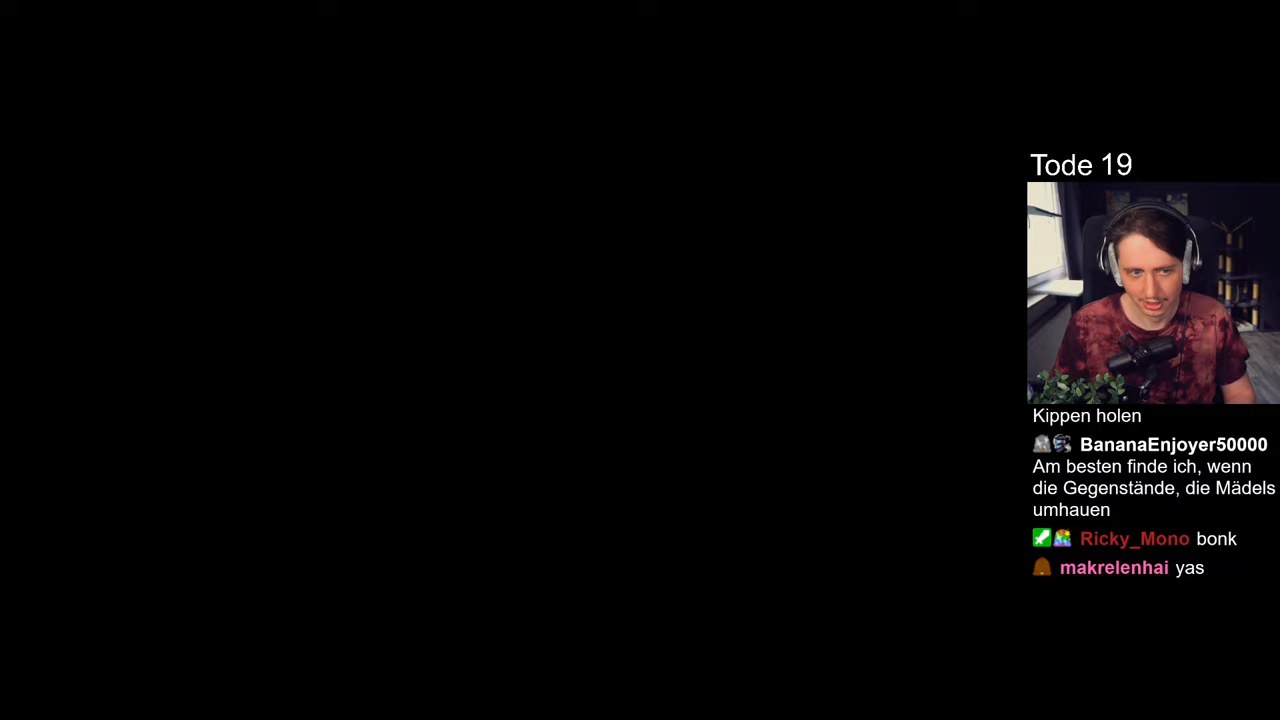 Tode 19
Kippen holen
BananaEnjoyer50000
Am besten finde ich, wenn
die Gegenstände, die Mädels
umhauen
Ricky_Mono bonk
makrelenhai yas